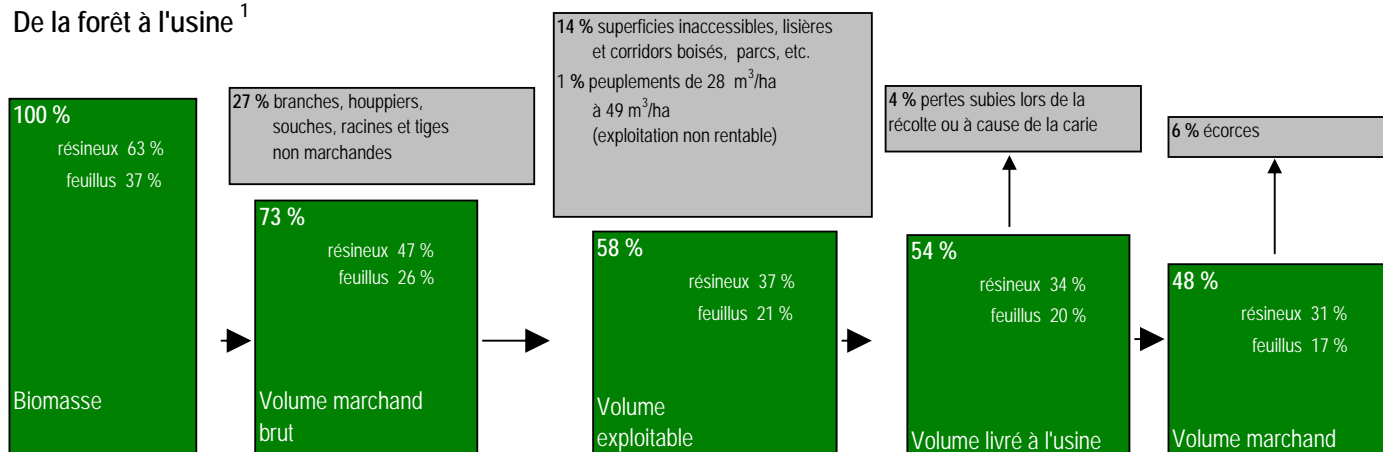 De la forêt à l'usine ¹
100 %
résineux 63 %
feuillus 37 %
Biomasse
27 % branches, houppiers,
souches, racines et tiges
non marchandes
73 %
résineux 47 %
feuillus 26 %
Volume marchand
brut
14 % superficies inaccessibles, lisières
et corridors boisés, parcs, etc.
1 % peuplements de 28 m³/ha
à 49 m³/ha
(exploitation non rentable)
58 %
résineux 37 %
feuillus 21 %
Volume
exploitable
4 % pertes subies lors de la
récolte ou à cause de la carie
54 %
résineux 34 %
feuillus 20 %
Volume livré à l'usine
6 % écorces
48 %
résineux 31 %
feuillus 17 %
Volume marchand